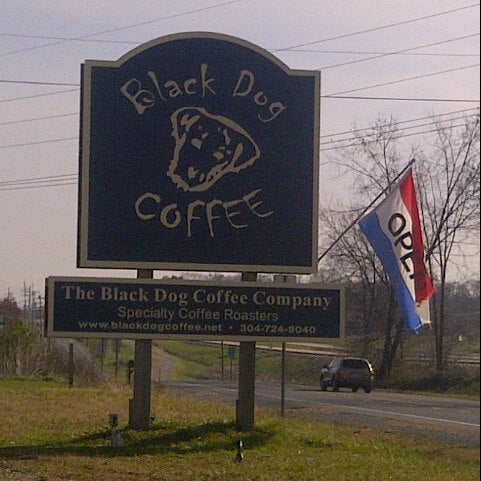 Black Dog
COFFEE
The Black Dog Coffee Company
Specialty Coffee Roasters
www.blackdogcoffee.net • 304-724-9040
OPE